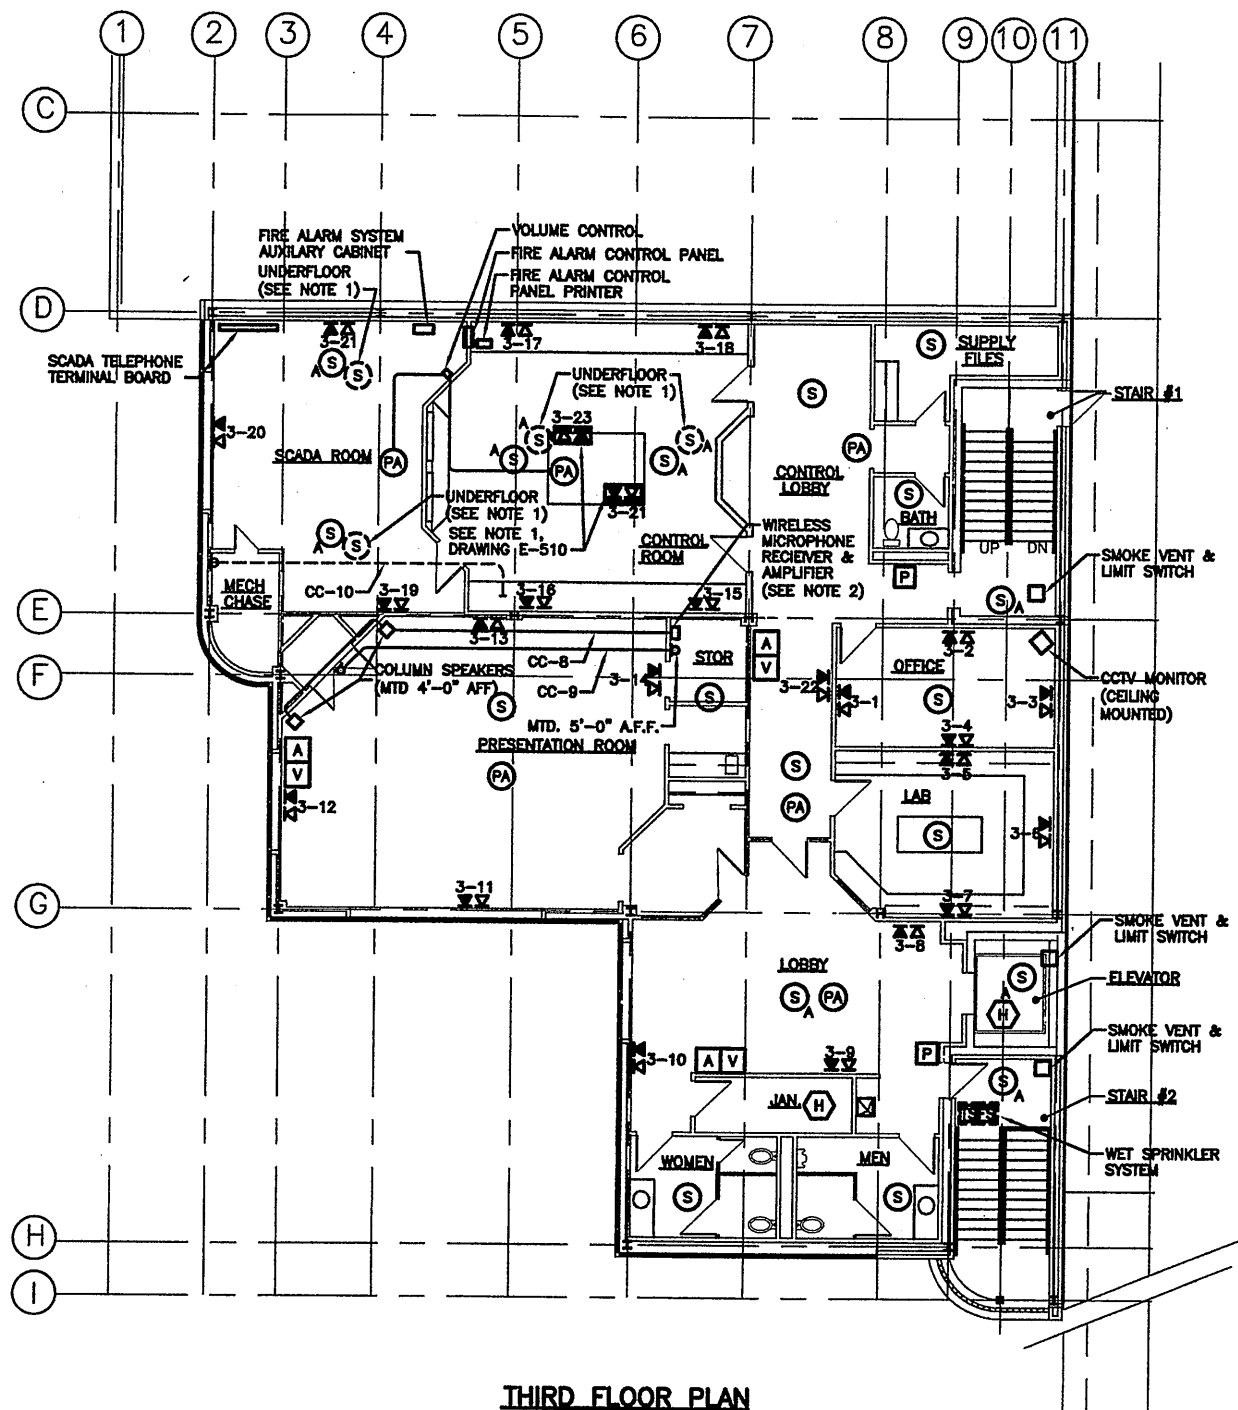 1 2 3 4 5 6 7 8 9 10 11
C
D
E
F
G
H
I
FIRE ALARM SYSTEM
AUXILARY CABINET
UNDERFLOOR
(SEE NOTE 1)
VOLUME CONTROL
FIRE ALARM CONTROL PANEL
FIRE ALARM CONTROL
PANEL PRINTER
SCADA TELEPHONE
TERMINAL BOARD
3-21
A
S
S
3-17
3-18
S
SUPPLY
FILES
STAIR #1
UNDERFLOOR
(SEE NOTE 1)
S
3-23
A
S
S
A
A
S
S
A
3-20
SCADA ROOM
PA
PA
PA
CONTROL
LOBBY
3-21
S
BATH
UNDERFLOOR
(SEE NOTE 1)
SEE NOTE 1,
DRAWING E-510
S
A
S
CONTROL
ROOM
WIRELESS
MICROPHONE
RECIEVER &
AMPLIFIER
(SEE NOTE 2)
UP
DN
SMOKE VENT &
LIMIT SWITCH
P
S
A
MECH
CHASE
CC-10
3-19
3-16
3-15
3-13
CC-8
CC-9
3-14
STOR
S
A
V
3-22
3-1
3-2
OFFICE
S
3-3
3-4
3-5
CCTV MONITOR
(CEILING
MOUNTED)
COLUMN SPEAKERS
(MTD 4'-0" AFF)
S
MTD. 5'-0" A.F.F.
PRESENTATION ROOM
PA
A
V
3-12
S
PA
LAB
S
3-6
3-11
3-7
3-8
SMOKE VENT &
LIMIT SWITCH
LOBBY
S
A
PA
S
A
H
ELEVATOR
SMOKE VENT &
LIMIT SWITCH
3-10
A V
3-9
P
S
A
JAN.
H
STAIR #2
WET SPRINKLER
SYSTEM
WOMEN
S
MEN
S
THIRD FLOOR PLAN